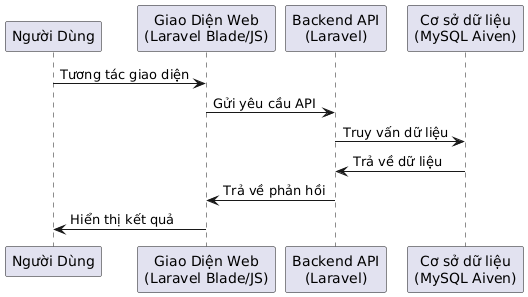 Người Dùng
Giao Diện Web
(Laravel Blade/JS)
Backend API
(Laravel)
Cơ sở dữ liệu
(MySQL Aiven)
Tương tác giao diện
Gửi yêu cầu API
Truy vấn dữ liệu
Trả về dữ liệu
Trả về phản hồi
Hiển thị kết quả
Người Dùng
Giao Diện Web
(Laravel Blade/JS)
Backend API
(Laravel)
Cơ sở dữ liệu
(MySQL Aiven)